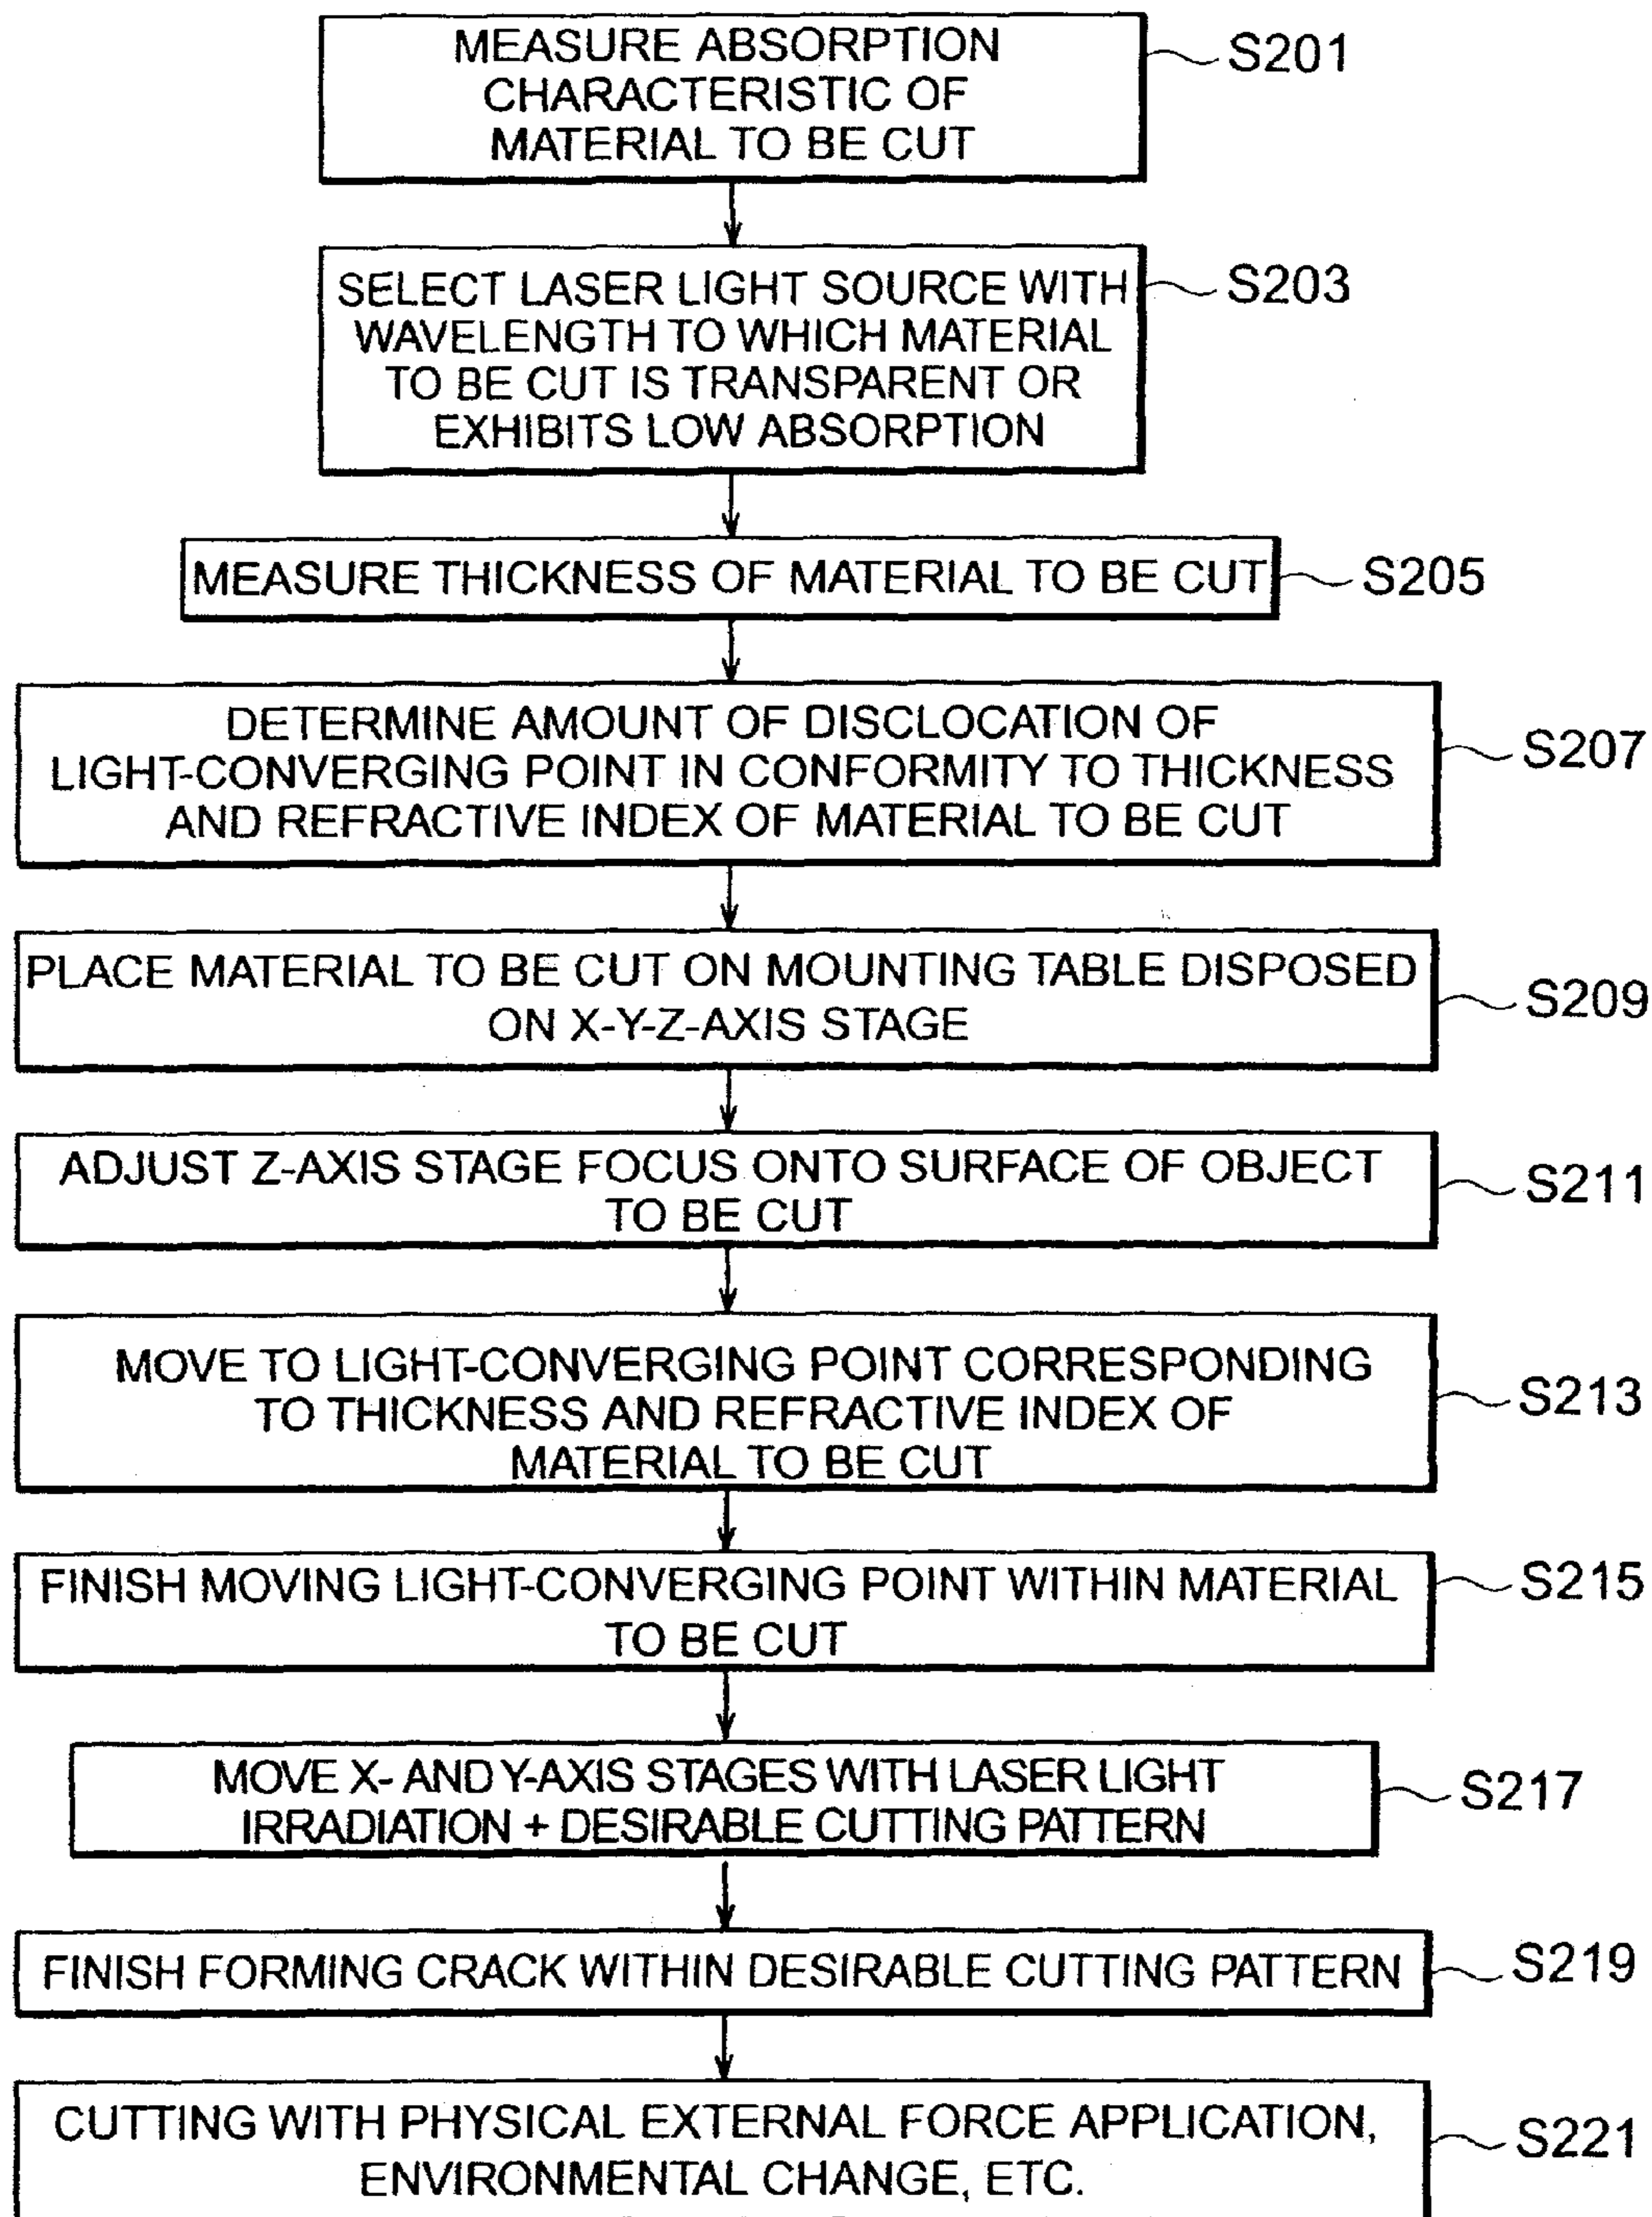 MEASURE ABSORPTION
CHARACTERISTIC OF
MATERIAL TO BE CUT
S201
SELECT LASER LIGHT SOURCE WITH
WAVELENGTH TO WHICH MATERIAL
TO BE CUT IS TRANSPARENT OR
EXHIBITS LOW ABSORPTION
S203
MEASURE THICKNESS OF MATERIAL TO BE CUT
S205
DETERMINE AMOUNT OF DISCLOCATION OF
LIGHT-CONVERGING POINT IN CONFORMITY TO THICKNESS
AND REFRACTIVE INDEX OF MATERIAL TO BE CUT
S207
PLACE MATERIAL TO BE CUT ON MOUNTING TABLE DISPOSED
ON X-Y-Z-AXIS STAGE
S209
ADJUST Z-AXIS STAGE FOCUS ONTO SURFACE OF OBJECT
TO BE CUT
S211
MOVE TO LIGHT-CONVERGING POINT CORRESPONDING
TO THICKNESS AND REFRACTIVE INDEX OF
MATERIAL TO BE CUT
S213
FINISH MOVING LIGHT-CONVERGING POINT WITHIN MATERIAL
TO BE CUT
S215
MOVE X- AND Y-AXIS STAGES WITH LASER LIGHT
IRRADIATION + DESIRABLE CUTTING PATTERN
S217
FINISH FORMING CRACK WITHIN DESIRABLE CUTTING PATTERN
S219
CUTTING WITH PHYSICAL EXTERNAL FORCE APPLICATION,
ENVIRONMENTAL CHANGE, ETC.
S221